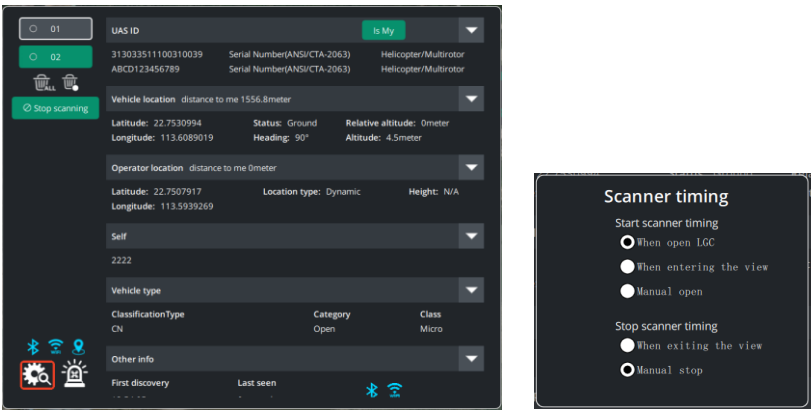 01
02
ALL
Stop scanning
UAS ID
Is My
313033511100310039 Serial Number(ANSI/CTA-2063) Helicopter/Multirotor
ABCD123456789 Serial Number(ANSI/CTA-2063) Helicopter/Multirotor
Vehicle location distance to me 1556.8meter
Latitude: 22.7530994 Status: Ground Relative altitude: 0meter
Longitude: 113.6089019 Heading: 90° Altitude: 4.5meter
Operator location distance to me 0meter
Latitude: 22.7507917 Location type: Dynamic Height: N/A
Longitude: 113.5939269
Self
2222
Vehicle type
ClassificationType Category Class
CN Open Micro
Other info
First discovery Last seen
Scanner timing
Start scanner timing
When open LGC
When entering the view
Manual open
Stop scanner timing
When exiting the view
Manual stop